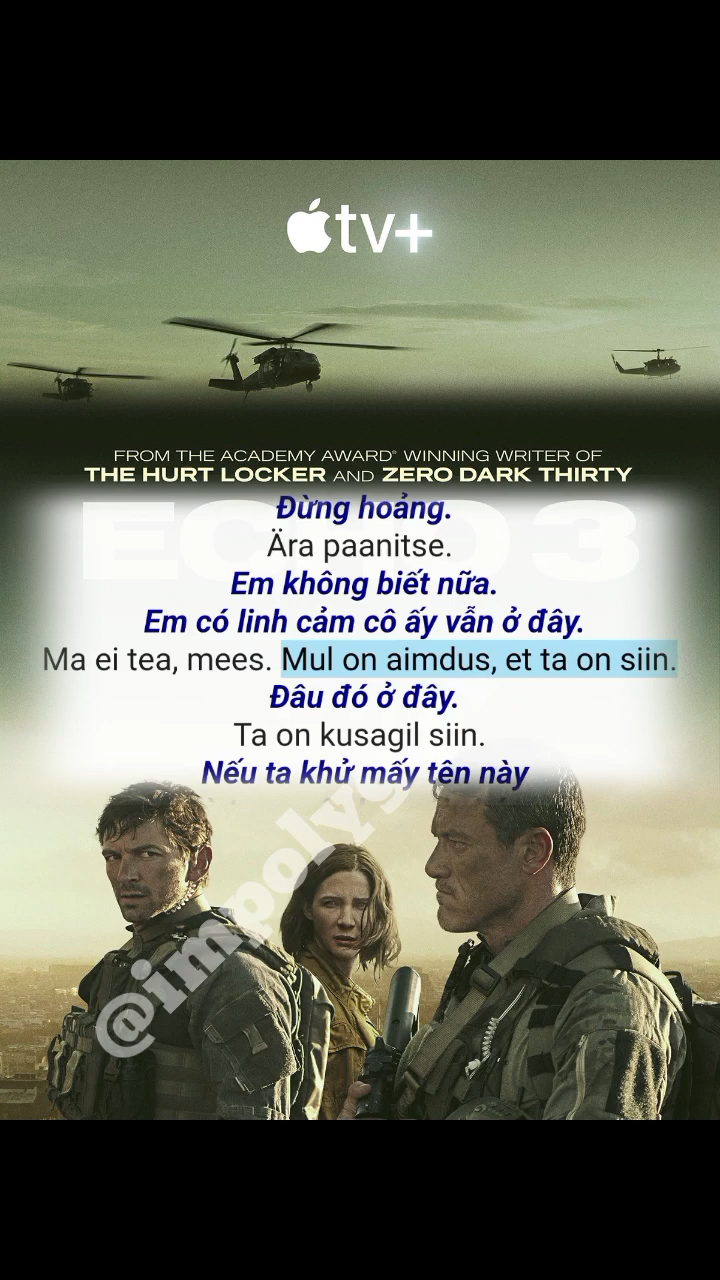 tv+
FROM THE ACADEMY AWARD® WINNING WRITER OF
THE HURT LOCKER AND ZERO DARK THIRTY
ECHO 3
Đừng hoảng.
Ära paanitse.
Em không biết nữa.
Em có linh cảm cô ấy vẫn ở đây.
Ma ei tea, mees. Mul on aimdus, et ta on siin.
Đâu đó ở đây.
Ta on kusagil siin.
Nếu ta khử mấy tên này